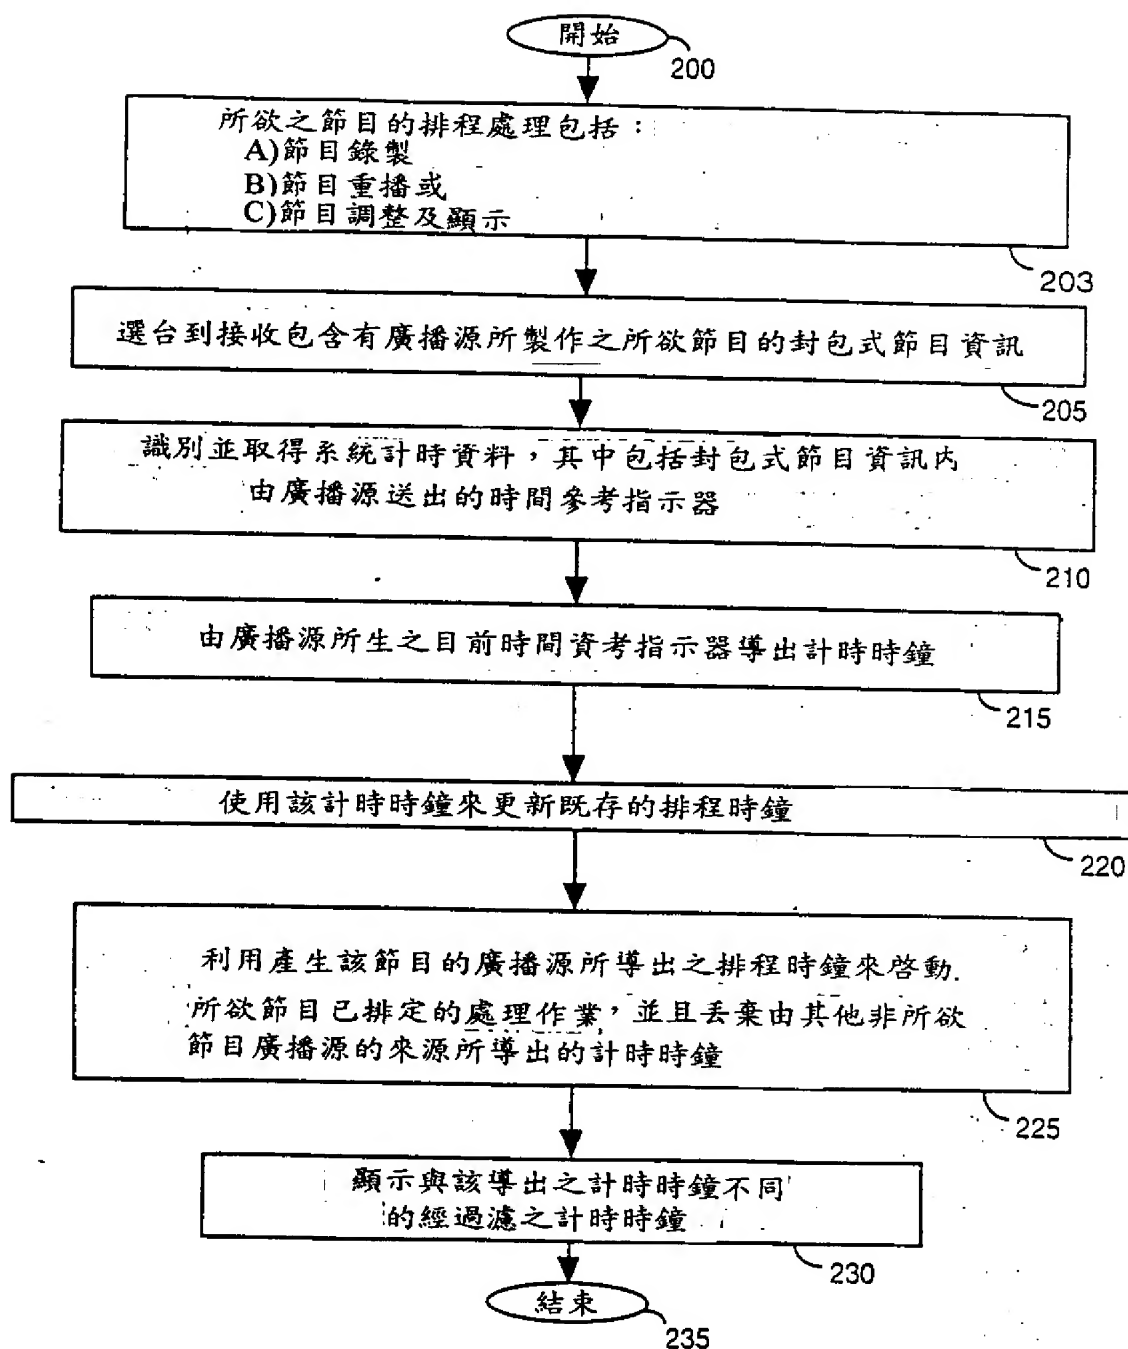 開始
200
所欲之節目的排程處理包括：
A)節目錄製
B)節目重播或
C)節目調整及顯示
203
選台到接收包含有廣播源所製作之所欲節目的封包式節目資訊
205
識別並取得系統計時資料，其中包括封包式節目資訊內
由廣播源送出的時間參考指示器
210
由廣播源所生之目前時間資考指示器導出計時時鐘
215
使用該計時時鐘來更新既存的排程時鐘
220
利用產生該節目的廣播源所導出之排程時鐘來啓動
所欲節目已排定的處理作業，並且丟棄由其他非所欲
節目廣播源的來源所導出的計時時鐘
225
顯示與該導出之計時時鐘不同
的經過濾之計時時鐘
230
結束
235